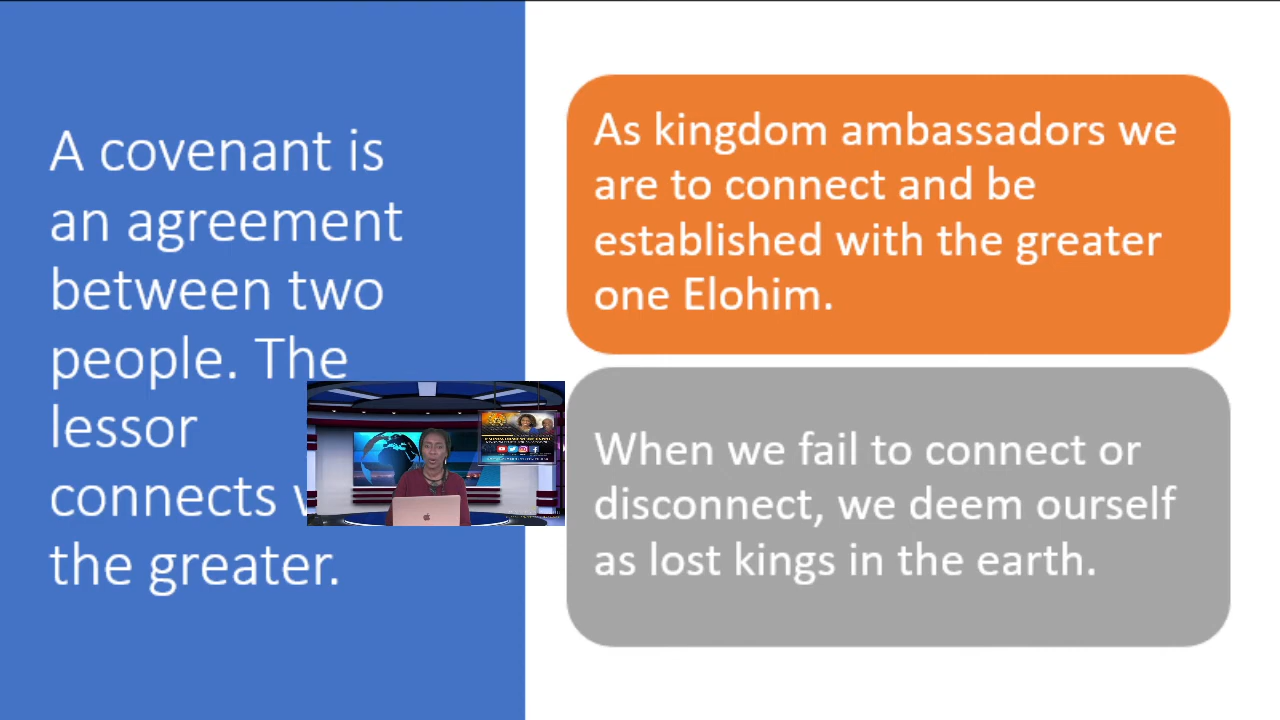 A covenant is
an agreement
between two
people. The
lessor
connects
the greater.
As kingdom ambassadors we
are to connect and be
established with the greater
one Elohim.
When we fail to connect or
disconnect, we deem ourself
as lost kings in the earth.